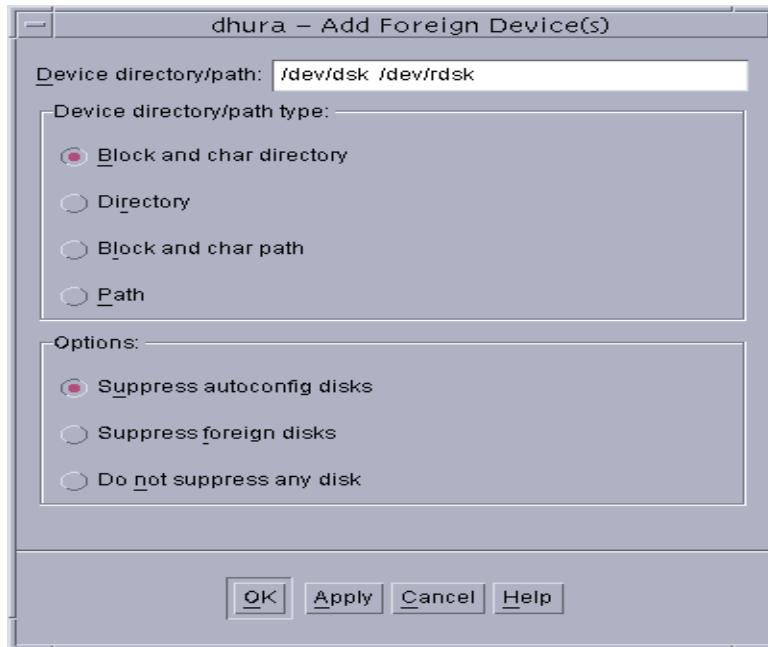 dhura – Add Foreign Device(s)
Device directory/path: /dev/dsk /dev/rdsk
Device directory/path type:
Block and char directory
Directory
Block and char path
Path
Options:
Suppress autoconfig disks
Suppress foreign disks
Do not suppress any disk
OK Apply Cancel Help